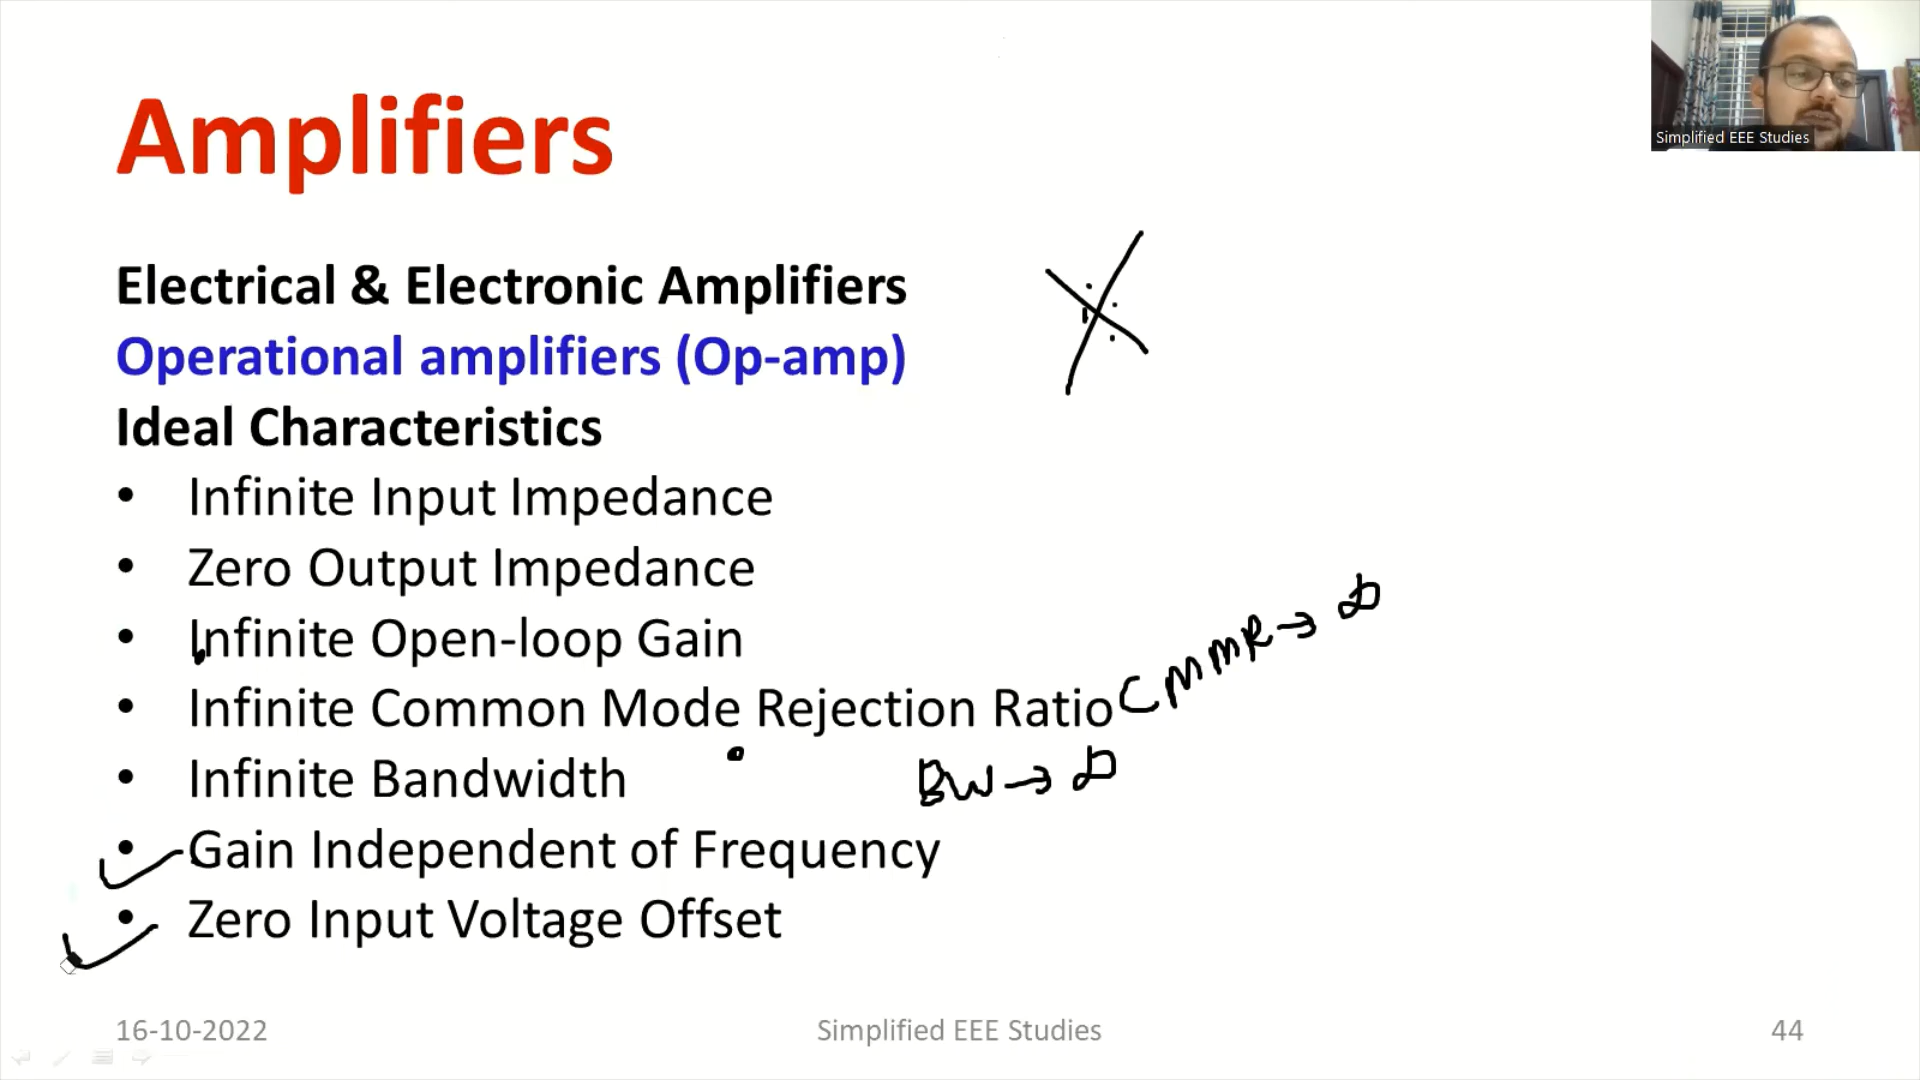 Simplified EEE Studies
Amplifiers
Electrical & Electronic Amplifiers
Operational amplifiers (Op-amp)
Ideal Characteristics
• Infinite Input Impedance
• Zero Output Impedance
• Infinite Open-loop Gain
• Infinite Common Mode Rejection Ratio CMMR → ∞
• Infinite Bandwidth BW → ∞
• Gain Independent of Frequency
• Zero Input Voltage Offset
16-10-2022 Simplified EEE Studies 44